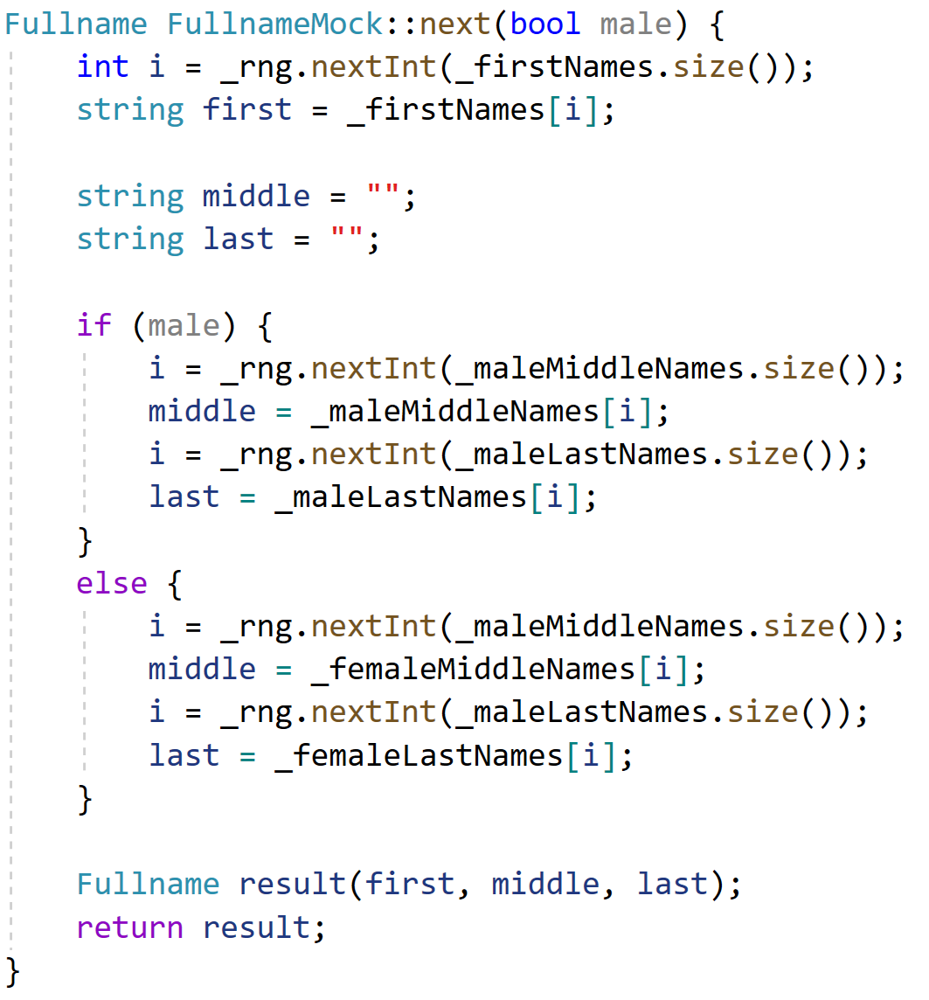 Fullname FullnameMock::next(bool male) {
    int i = _rng.nextInt(_firstNames.size());
    string first = _firstNames[i];

    string middle = "";
    string last = "";

    if (male) {
        i = _rng.nextInt(_maleMiddleNames.size());
        middle = _maleMiddleNames[i];
        i = _rng.nextInt(_maleLastNames.size());
        last = _maleLastNames[i];
    }
    else {
        i = _rng.nextInt(_maleMiddleNames.size());
        middle = _femaleMiddleNames[i];
        i = _rng.nextInt(_maleLastNames.size());
        last = _femaleLastNames[i];
    }

    Fullname result(first, middle, last);
    return result;
}